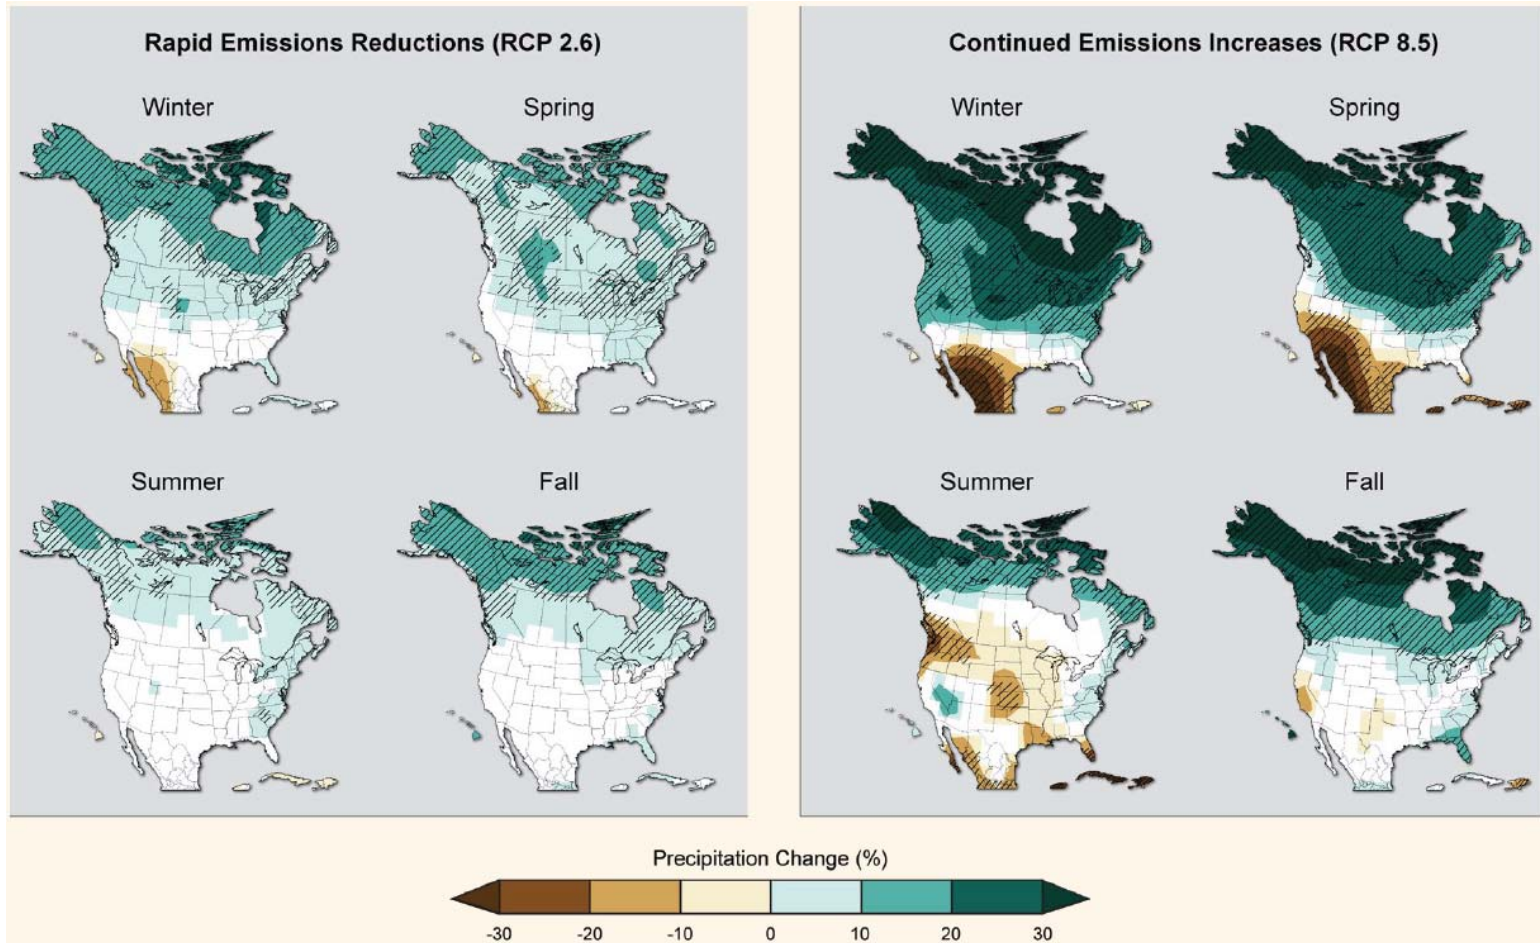 Rapid Emissions Reductions (RCP 2.6)
Winter
Spring
Summer
Fall
Continued Emissions Increases (RCP 8.5)
Winter
Spring
Summer
Fall
Precipitation Change (%)
-30 -20 -10 0 10 20 30